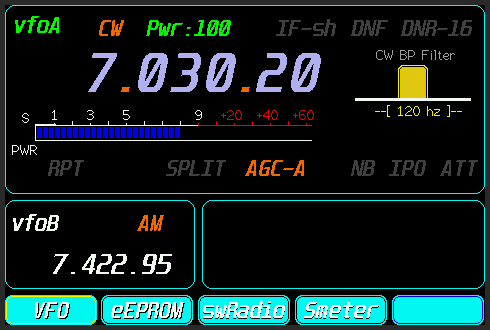 vfoA CW Pwr:100 IF-sh DNF DNR-16
7.030.20
CW BP Filter
--[ 120 hz ]--
S 1 3 5 9 +20 +40 +60
PWR
RPT SPLIT AGC-A NB IPO ATT
vfoB AM
7.422.95
VFO eEPROM swRadio Smeter